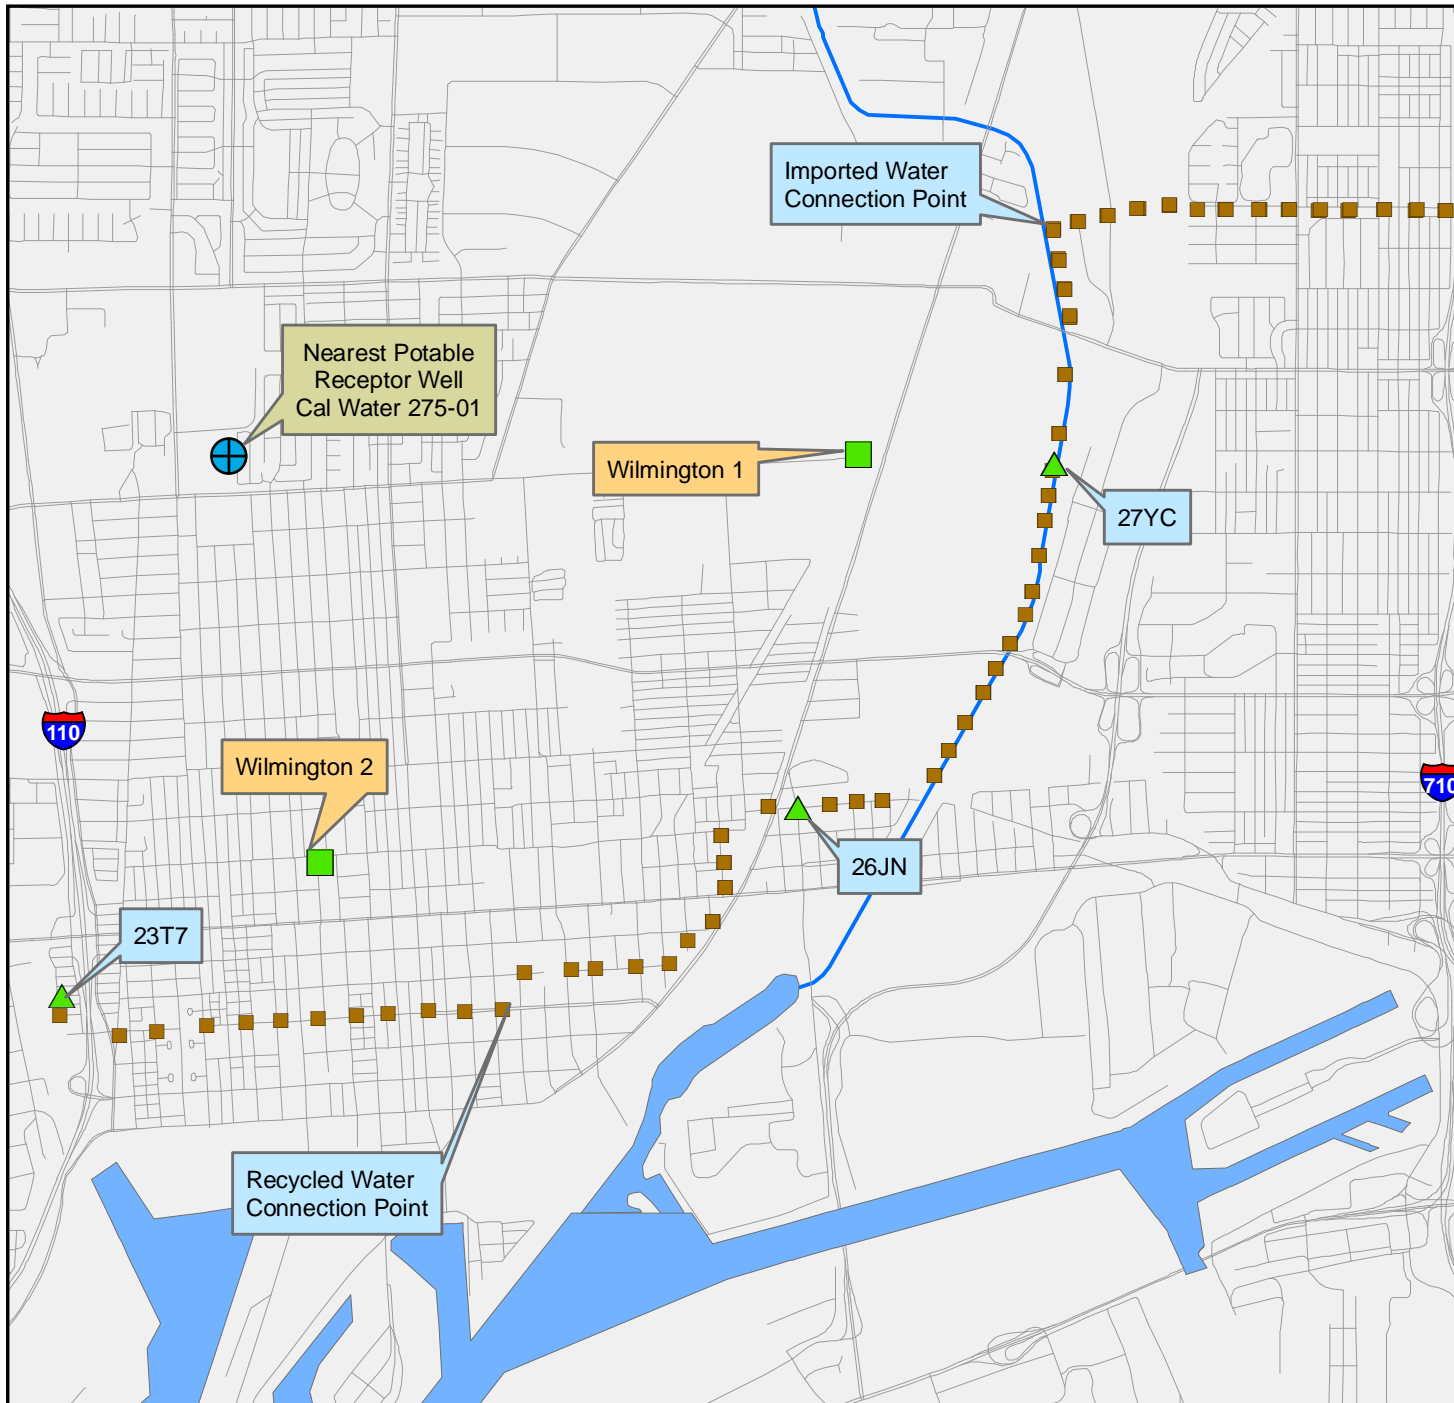 Imported Water
Connection Point
Nearest Potable
Receptor Well
Cal Water 275-01
Wilmington 1
27YC
110
Wilmington 2
710
26JN
23T7
Recycled Water
Connection Point